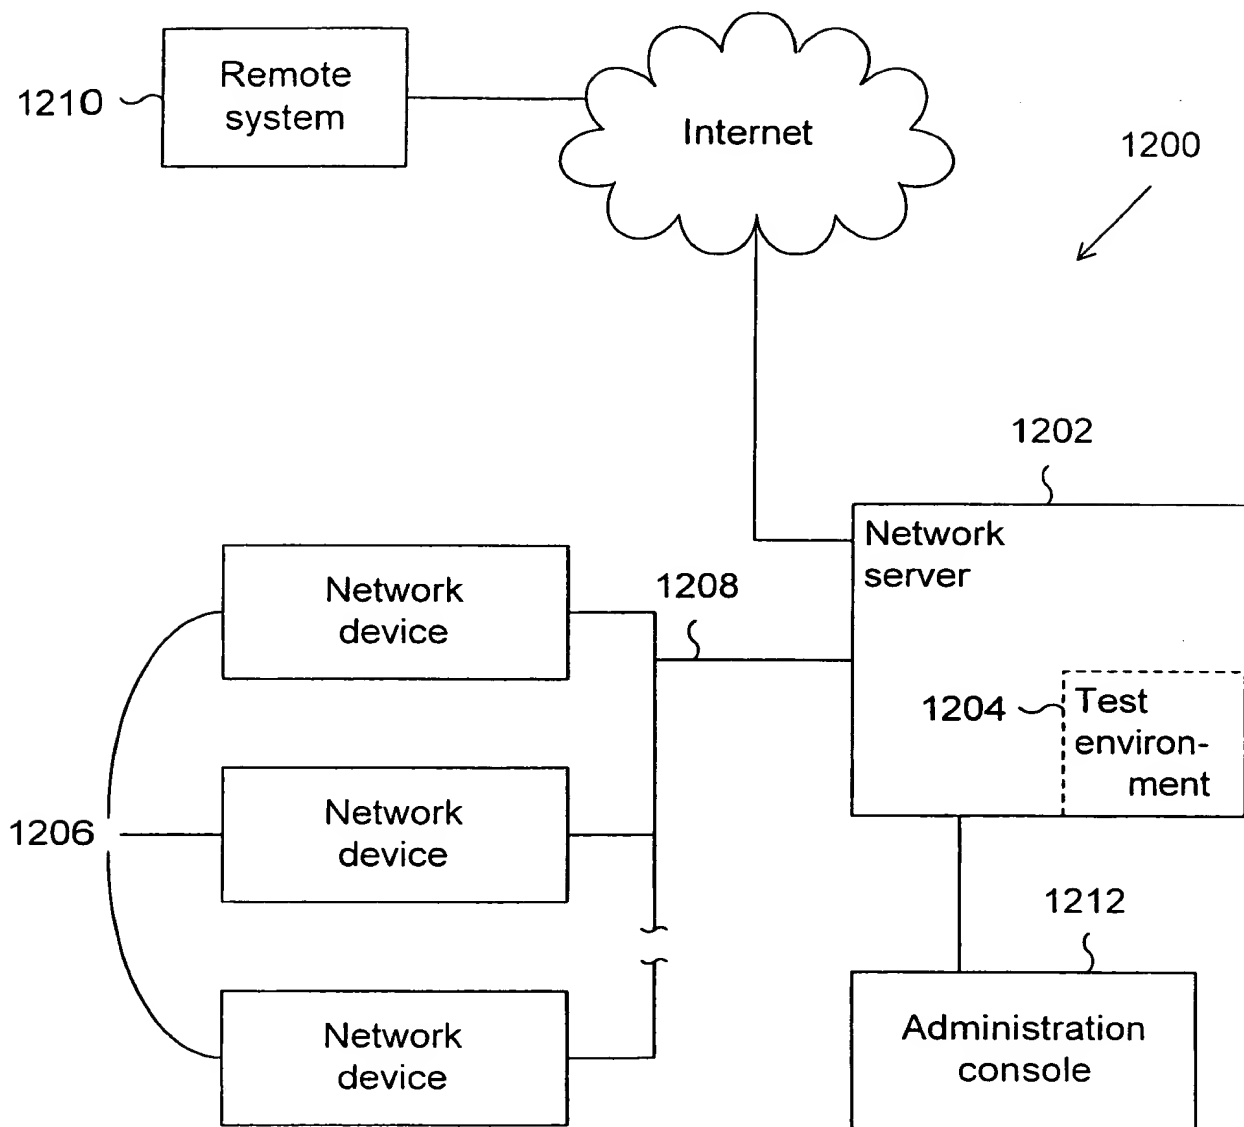 1210
Remote
system
Internet
1200
1202
Network
server
1208
Network
device
1204
Test
environ-
ment
1206
Network
device
1212
Network
device
Administration
console